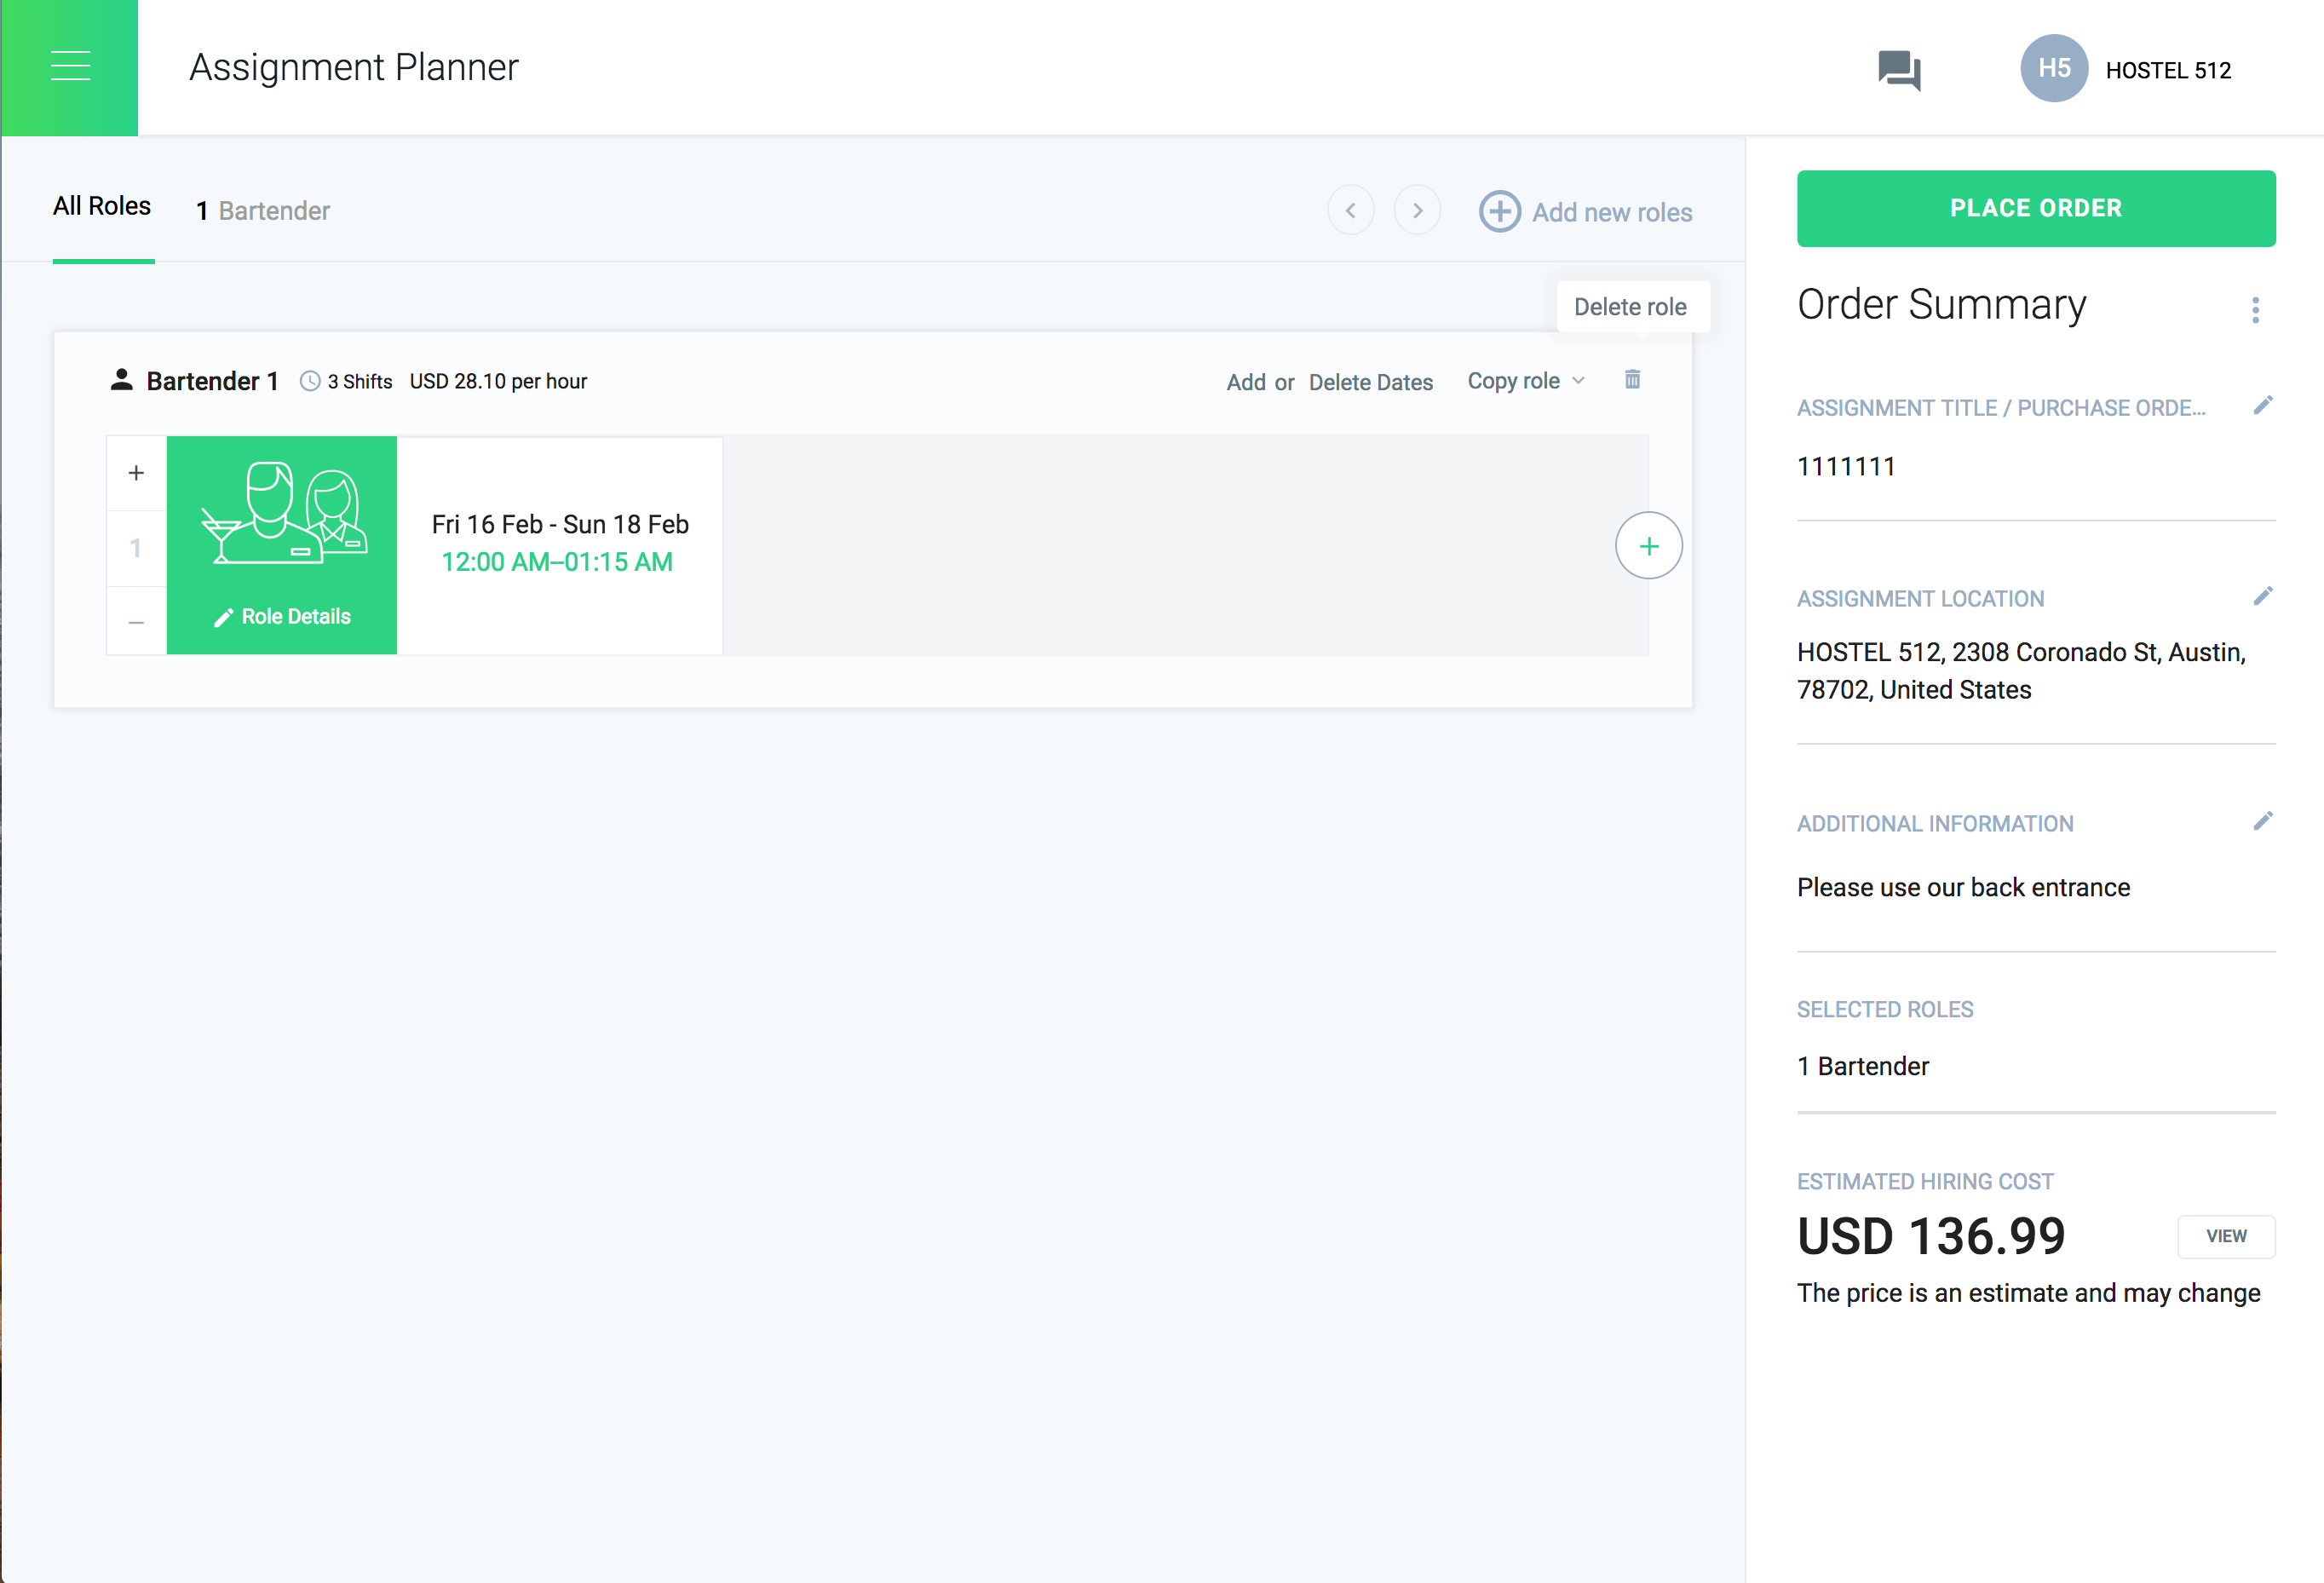 Assignment Planner
H5 HOSTEL 512
All Roles
1 Bartender
Add new roles
PLACE ORDER
Delete role
Bartender 1
3 Shifts
USD 28.10 per hour
Add or Delete Dates
Copy role
+
1
–
Role Details
Fri 16 Feb - Sun 18 Feb
12:00 AM–01:15 AM
+
Order Summary
ASSIGNMENT TITLE / PURCHASE ORDE...
1111111
ASSIGNMENT LOCATION
HOSTEL 512, 2308 Coronado St, Austin,
78702, United States
ADDITIONAL INFORMATION
Please use our back entrance
SELECTED ROLES
1 Bartender
ESTIMATED HIRING COST
USD 136.99
VIEW
The price is an estimate and may change